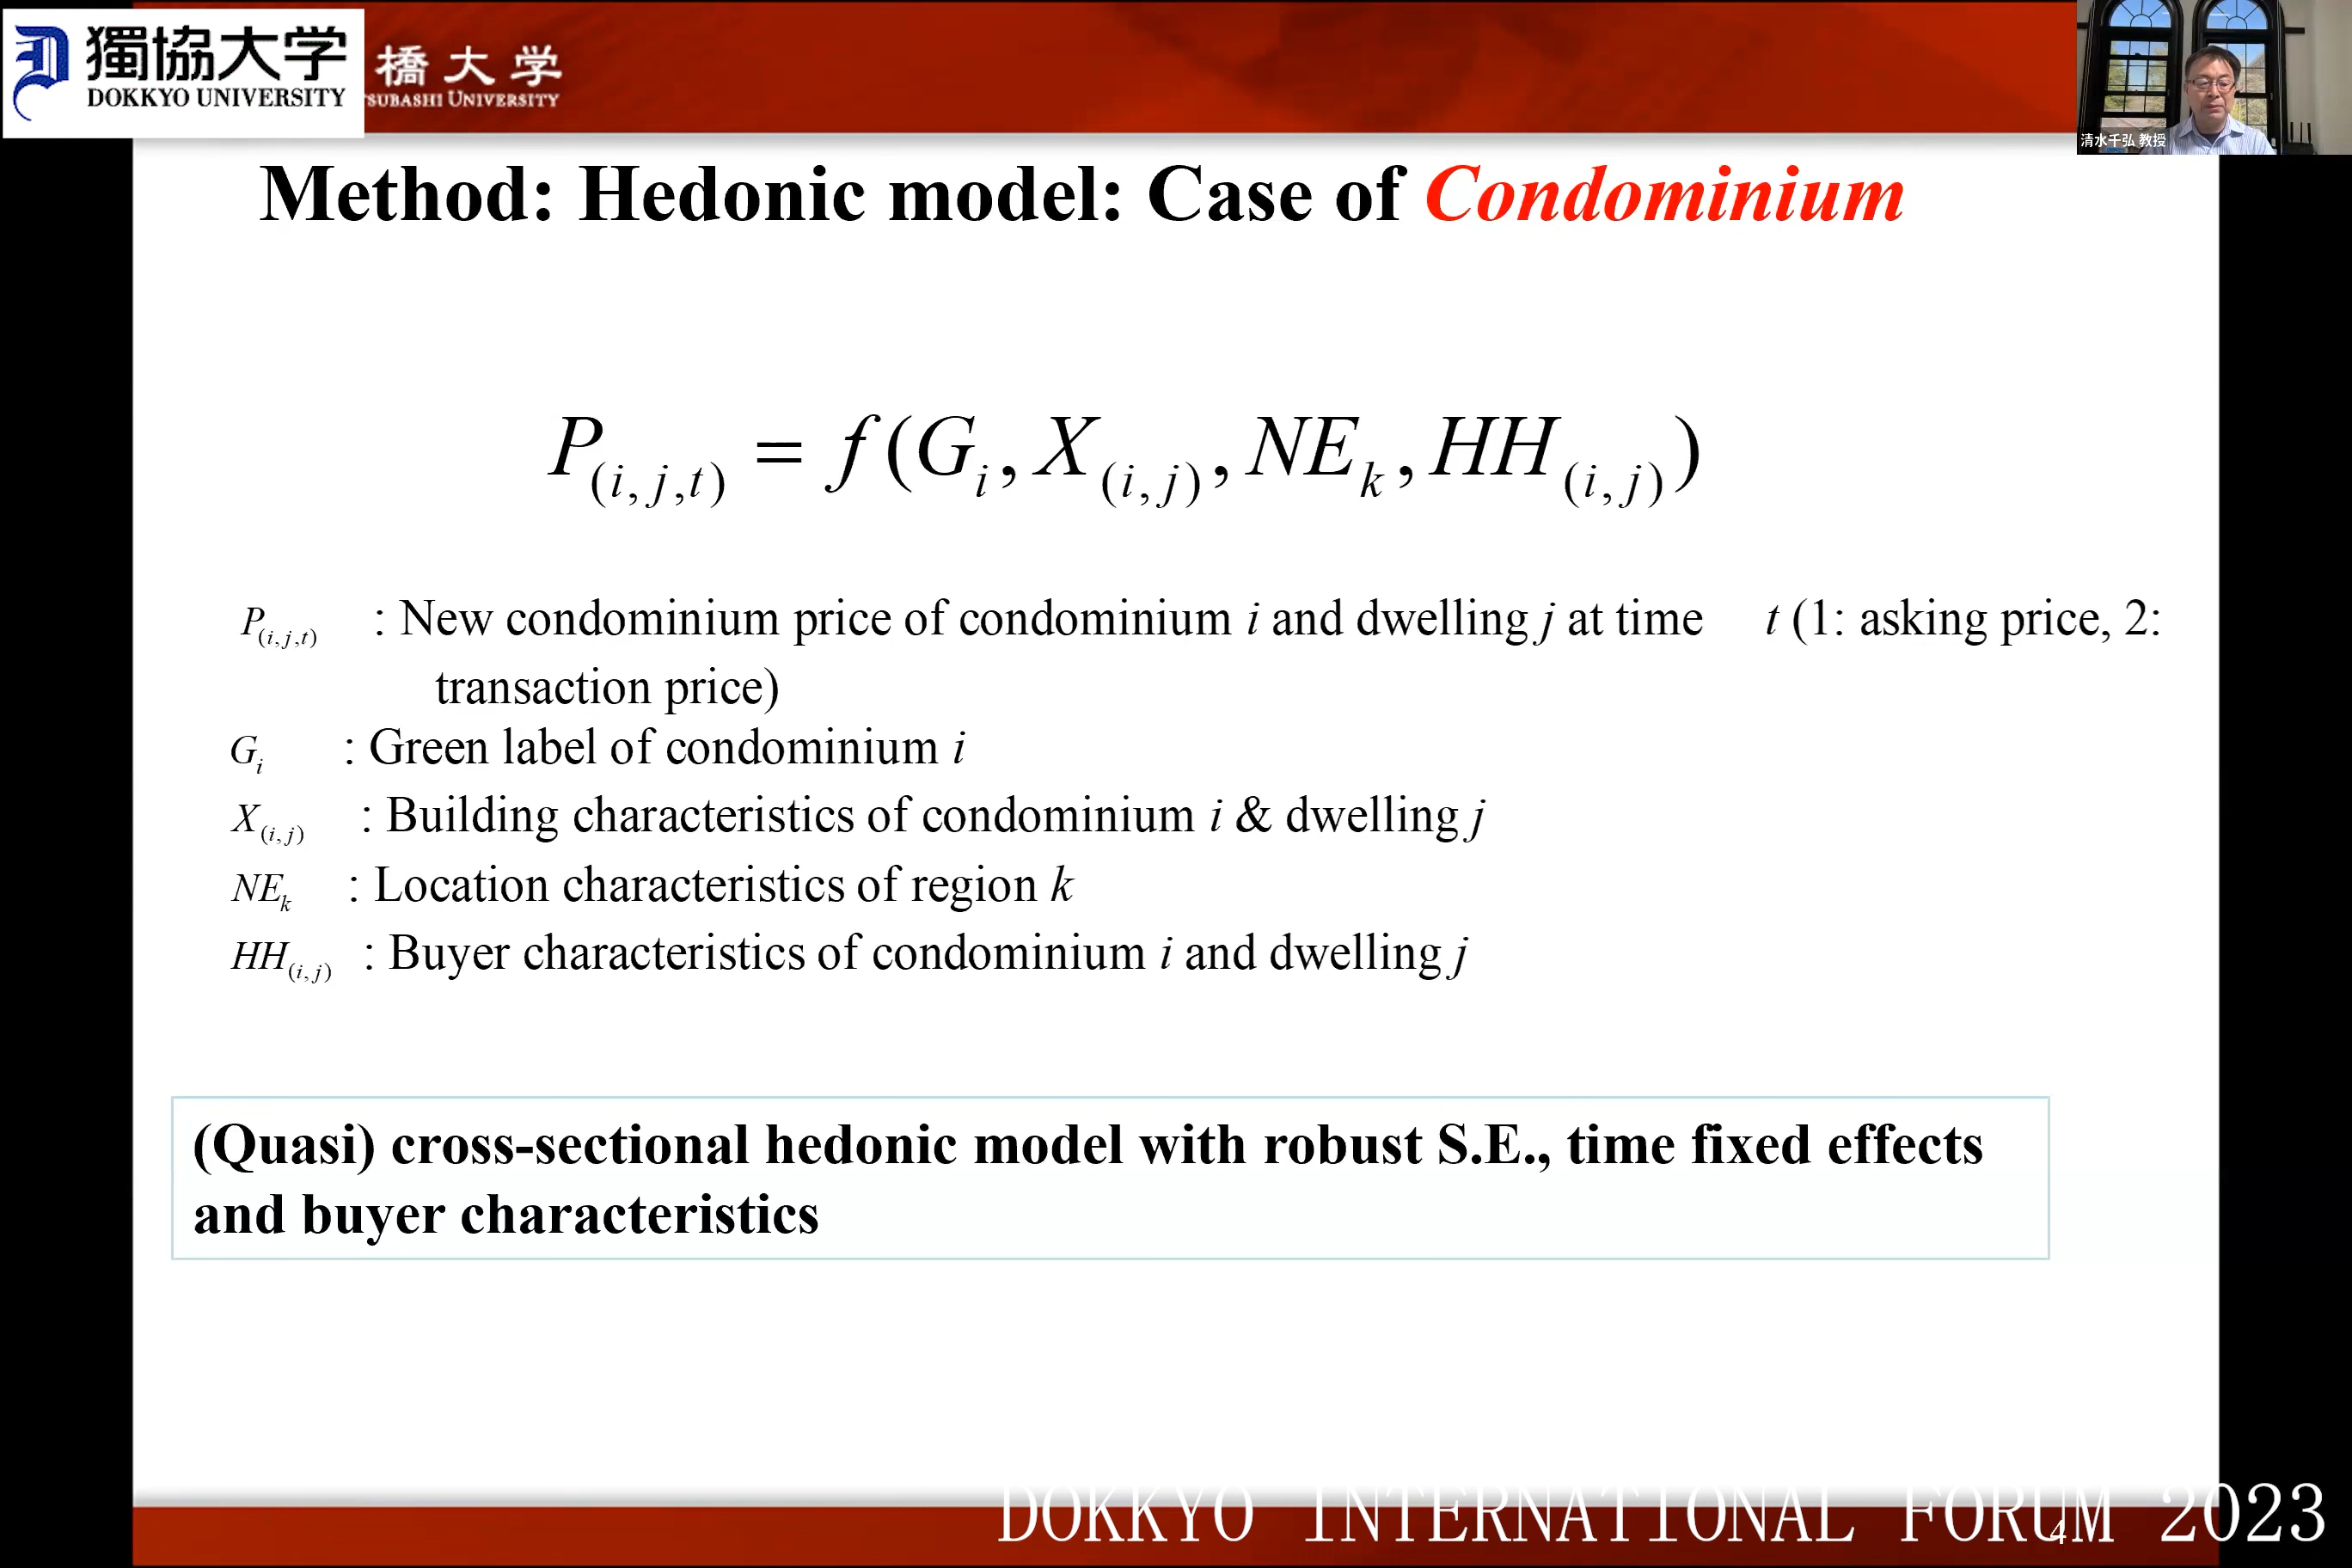 獨協大学
DOKKYO UNIVERSITY
橋大学
TSUBASHI UNIVERSITY
清水千弘 教授
Method: Hedonic model: Case of Condominium
P(i,j,t) = f(Gi, X(i,j), NEk, HH(i,j))
P(i,j,t) : New condominium price of condominium i and dwelling j at time t (1: asking price, 2:
transaction price)
Gi : Green label of condominium i
X(i,j) : Building characteristics of condominium i & dwelling j
NEk : Location characteristics of region k
HH(i,j) : Buyer characteristics of condominium i and dwelling j
(Quasi) cross-sectional hedonic model with robust S.E., time fixed effects
and buyer characteristics
DOKKYO INTERNATIONAL FORUM 2023
4